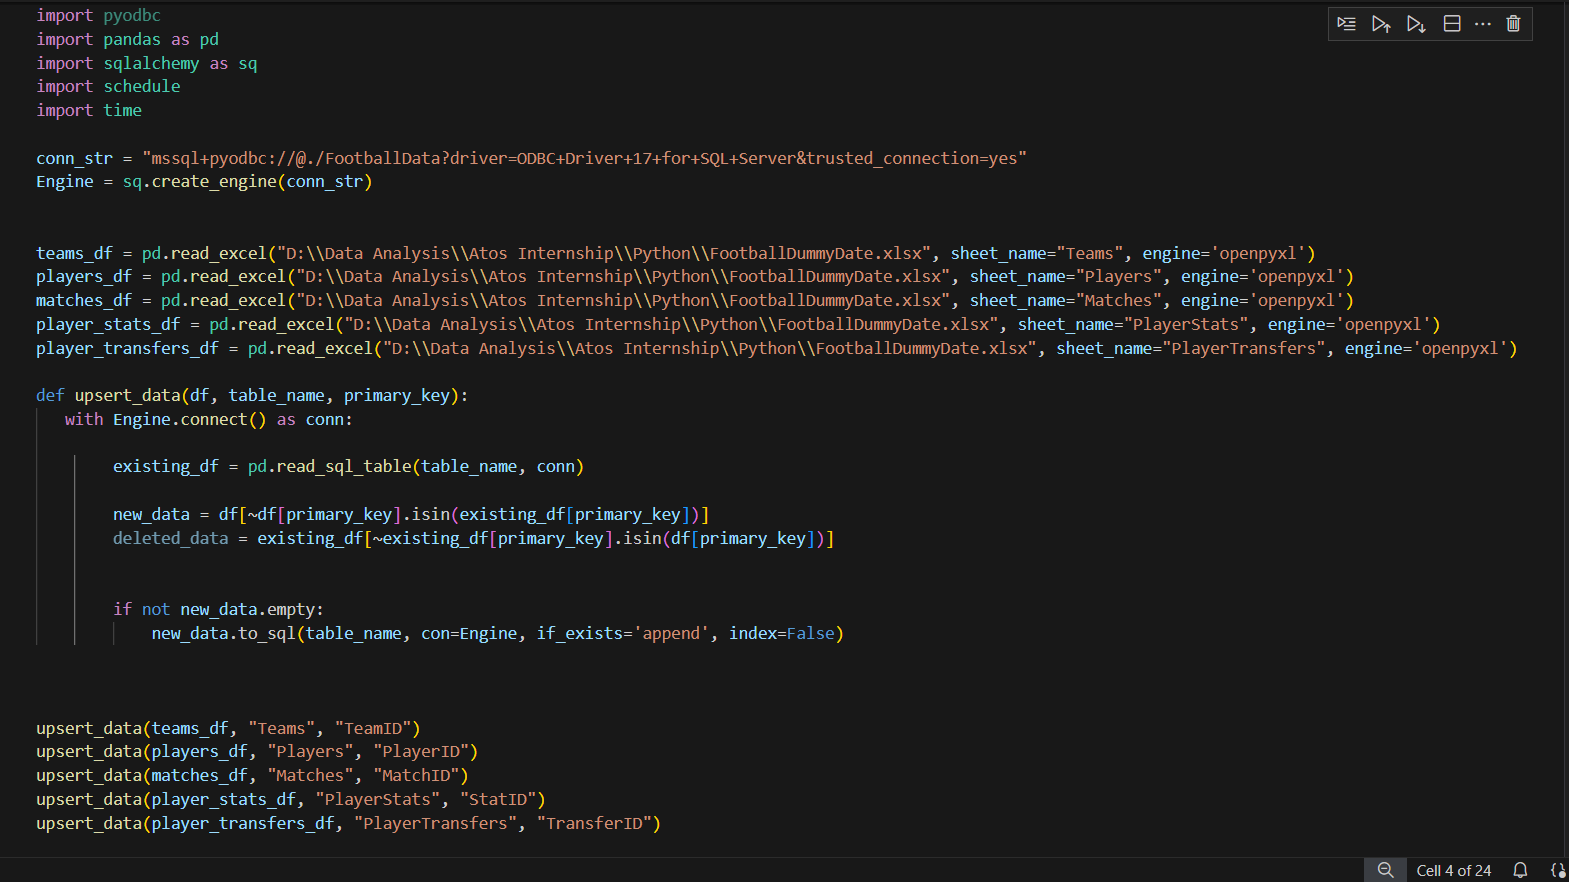 import pyodbc
import pandas as pd
import sqlalchemy as sq
import schedule
import time
conn_str = "mssql+pyodbc://@./FootballData?driver=ODBC+Driver+17+for+SQL+Server&trusted_connection=yes"
Engine = sq.create_engine(conn_str)
teams_df = pd.read_excel("D:\\Data Analysis\\Atos Internship\\Python\\FootballDummyDate.xlsx", sheet_name="Teams", engine='openpyxl')
players_df = pd.read_excel("D:\\Data Analysis\\Atos Internship\\Python\\FootballDummyDate.xlsx", sheet_name="Players", engine='openpyxl')
matches_df = pd.read_excel("D:\\Data Analysis\\Atos Internship\\Python\\FootballDummyDate.xlsx", sheet_name="Matches", engine='openpyxl')
player_stats_df = pd.read_excel("D:\\Data Analysis\\Atos Internship\\Python\\FootballDummyDate.xlsx", sheet_name="PlayerStats", engine='openpyxl')
player_transfers_df = pd.read_excel("D:\\Data Analysis\\Atos Internship\\Python\\FootballDummyDate.xlsx", sheet_name="PlayerTransfers", engine='openpyxl')
def upsert_data(df, table_name, primary_key):
with Engine.connect() as conn:
existing_df = pd.read_sql_table(table_name, conn)
new_data = df[~df[primary_key].isin(existing_df[primary_key])]
deleted_data = existing_df[~existing_df[primary_key].isin(df[primary_key])]
if not new_data.empty:
new_data.to_sql(table_name, con=Engine, if_exists='append', index=False)
upsert_data(teams_df, "Teams", "TeamID")
upsert_data(players_df, "Players", "PlayerID")
upsert_data(matches_df, "Matches", "MatchID")
upsert_data(player_stats_df, "PlayerStats", "StatID")
upsert_data(player_transfers_df, "PlayerTransfers", "TransferID")
Cell 4 of 24